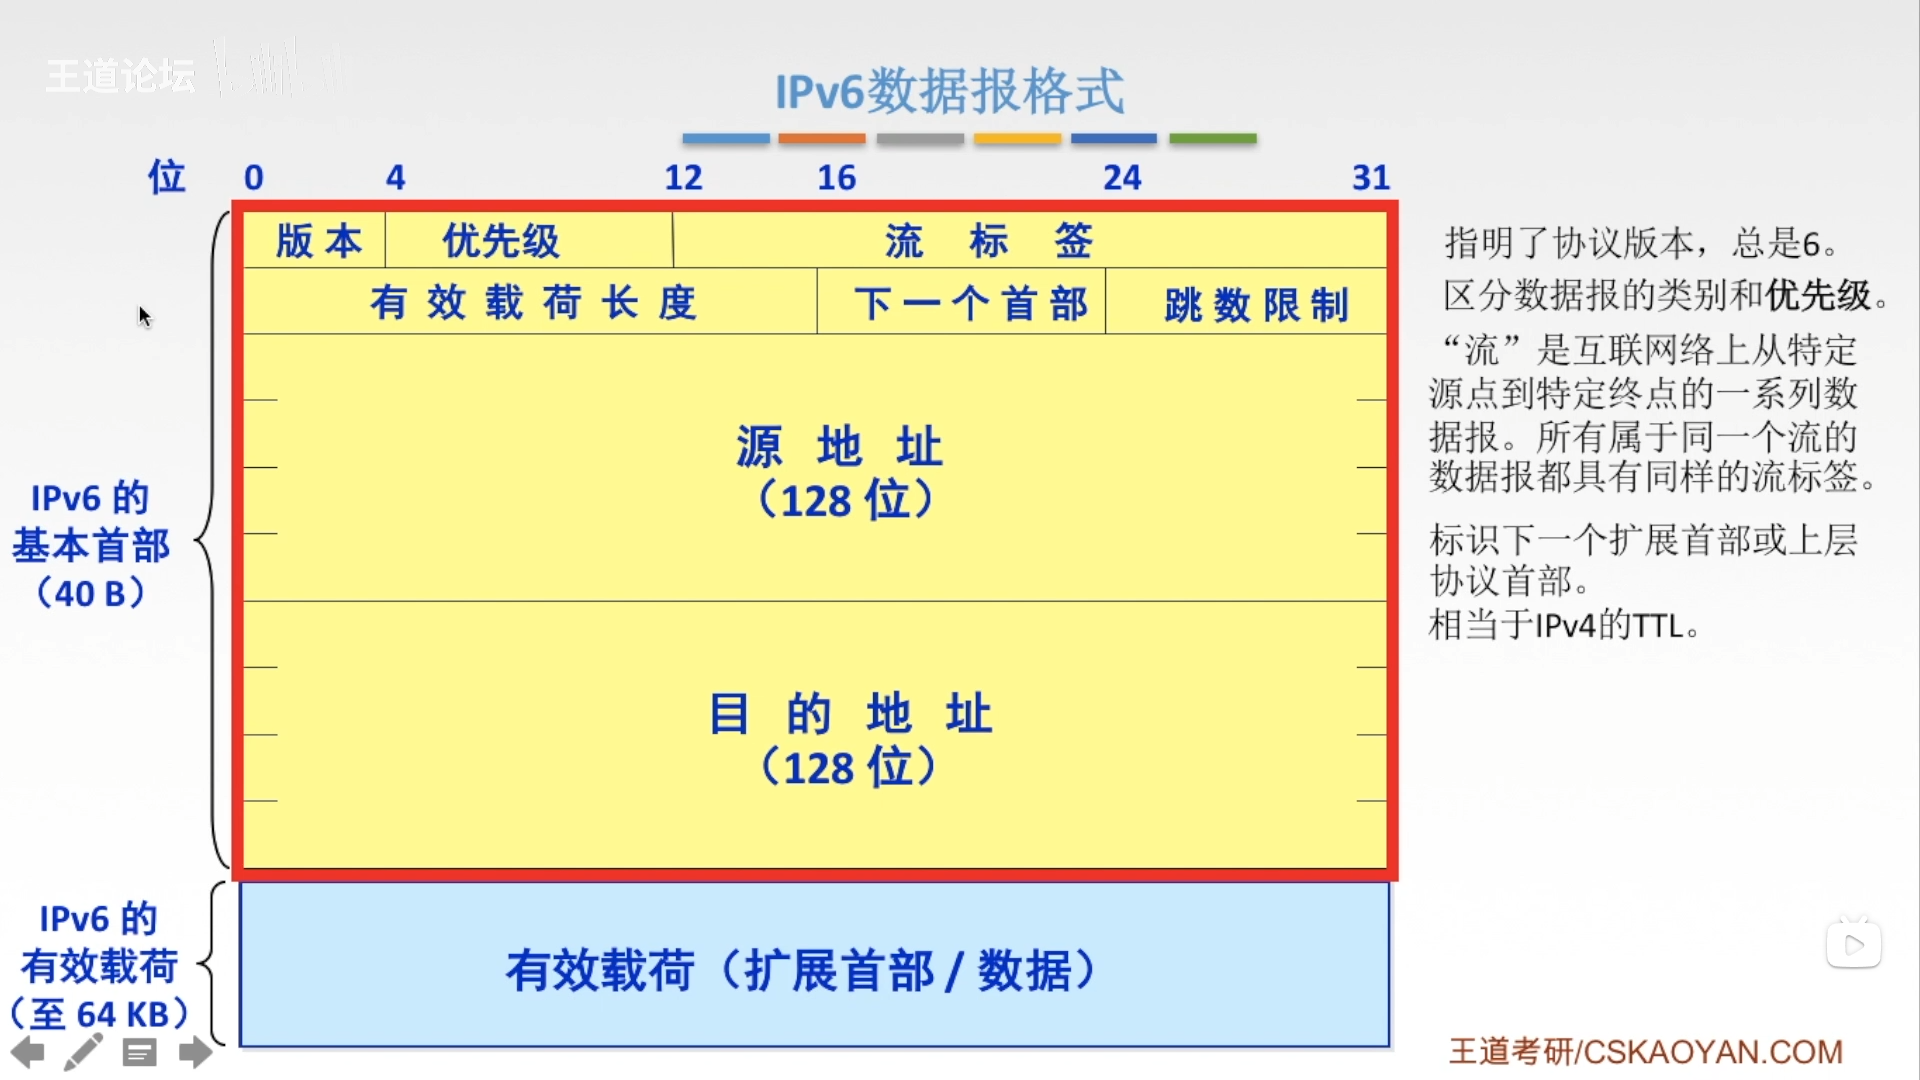 王道论坛
IPv6数据报格式
位 0 4 12 16 24 31
版本 优先级 流标签
有效载荷长度 下一个首部 跳数限制
源地址
（128 位）
目的地址
（128 位）
IPv6 的
基本首部
（40 B）
IPv6 的
有效载荷
（至 64 KB）
有效载荷（扩展首部 / 数据）
指明了协议版本，总是6。
区分数据报的类别和优先级。
“流”是互联网络上从特定
源点到特定终点的一系列数
据报。所有属于同一个流的
数据报都具有同样的流标签。
标识下一个扩展首部或上层
协议首部。
相当于IPv4的TTL。
王道考研/CSKAOYAN.COM